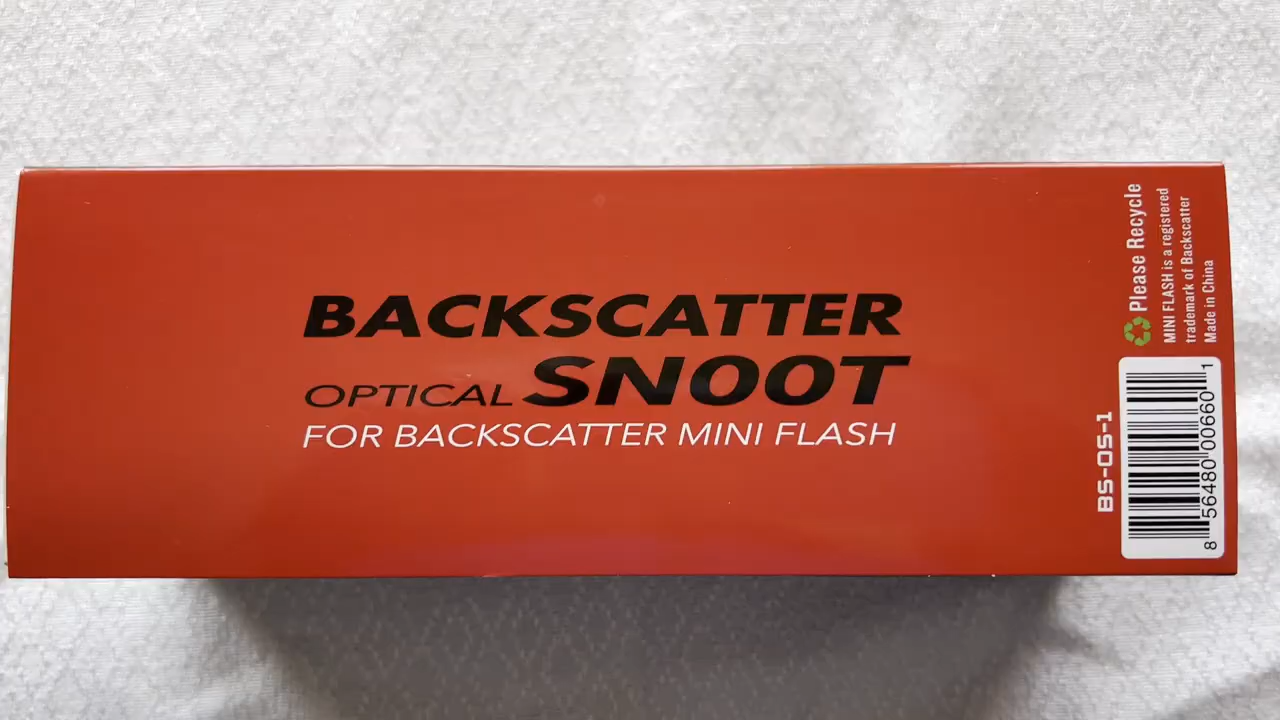 BACKSCATTER
OPTICAL SNOOT
FOR BACKSCATTER MINI FLASH
Please Recycle
MINI FLASH is a registered
trademark of Backscatter
Made in China
BS-OS-1
8 56480 00660 1